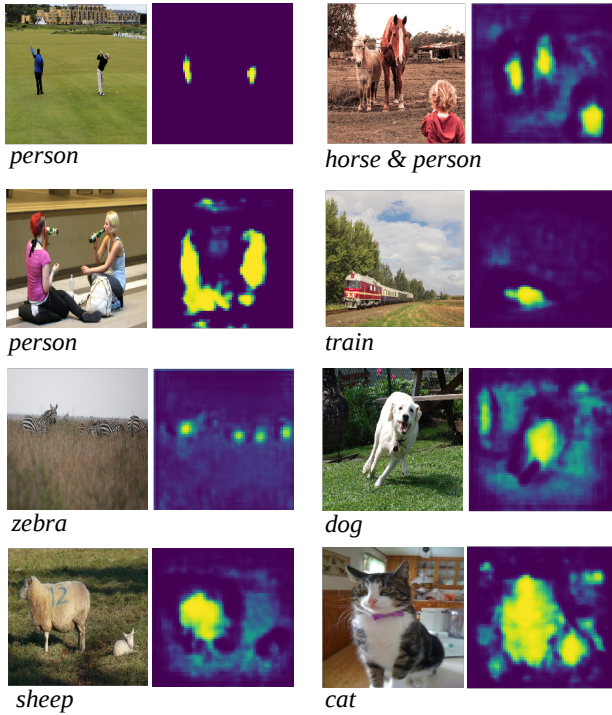 person
horse & person
person
train
zebra
dog
12
sheep
cat